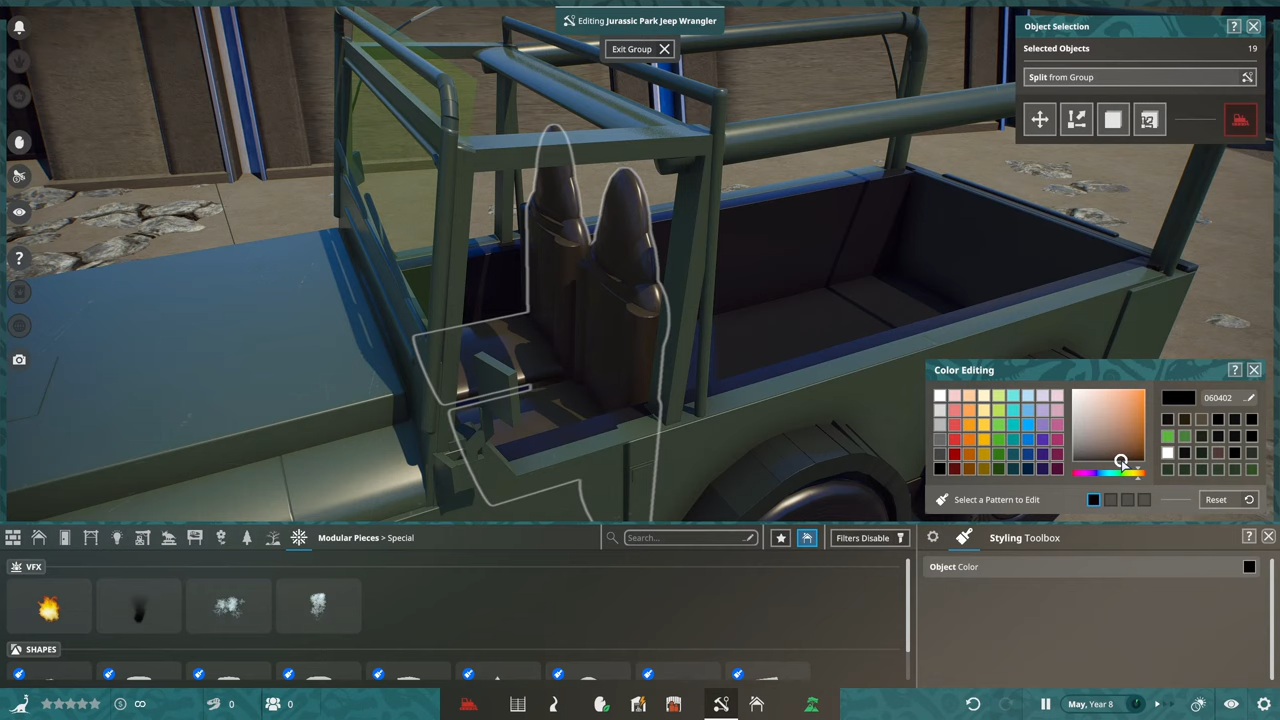 Editing Jurassic Park Jeep Wrangler
Exit Group
Object Selection
?
Selected Objects 19
Split from Group
12
?
Color Editing
?
060402
Select a Pattern to Edit
Reset
Modular Pieces > Special
Search...
Filters Disable
Styling Toolbox
?
VFX
Object Color
SHAPES
$ ∞
0
0
May, Year 8